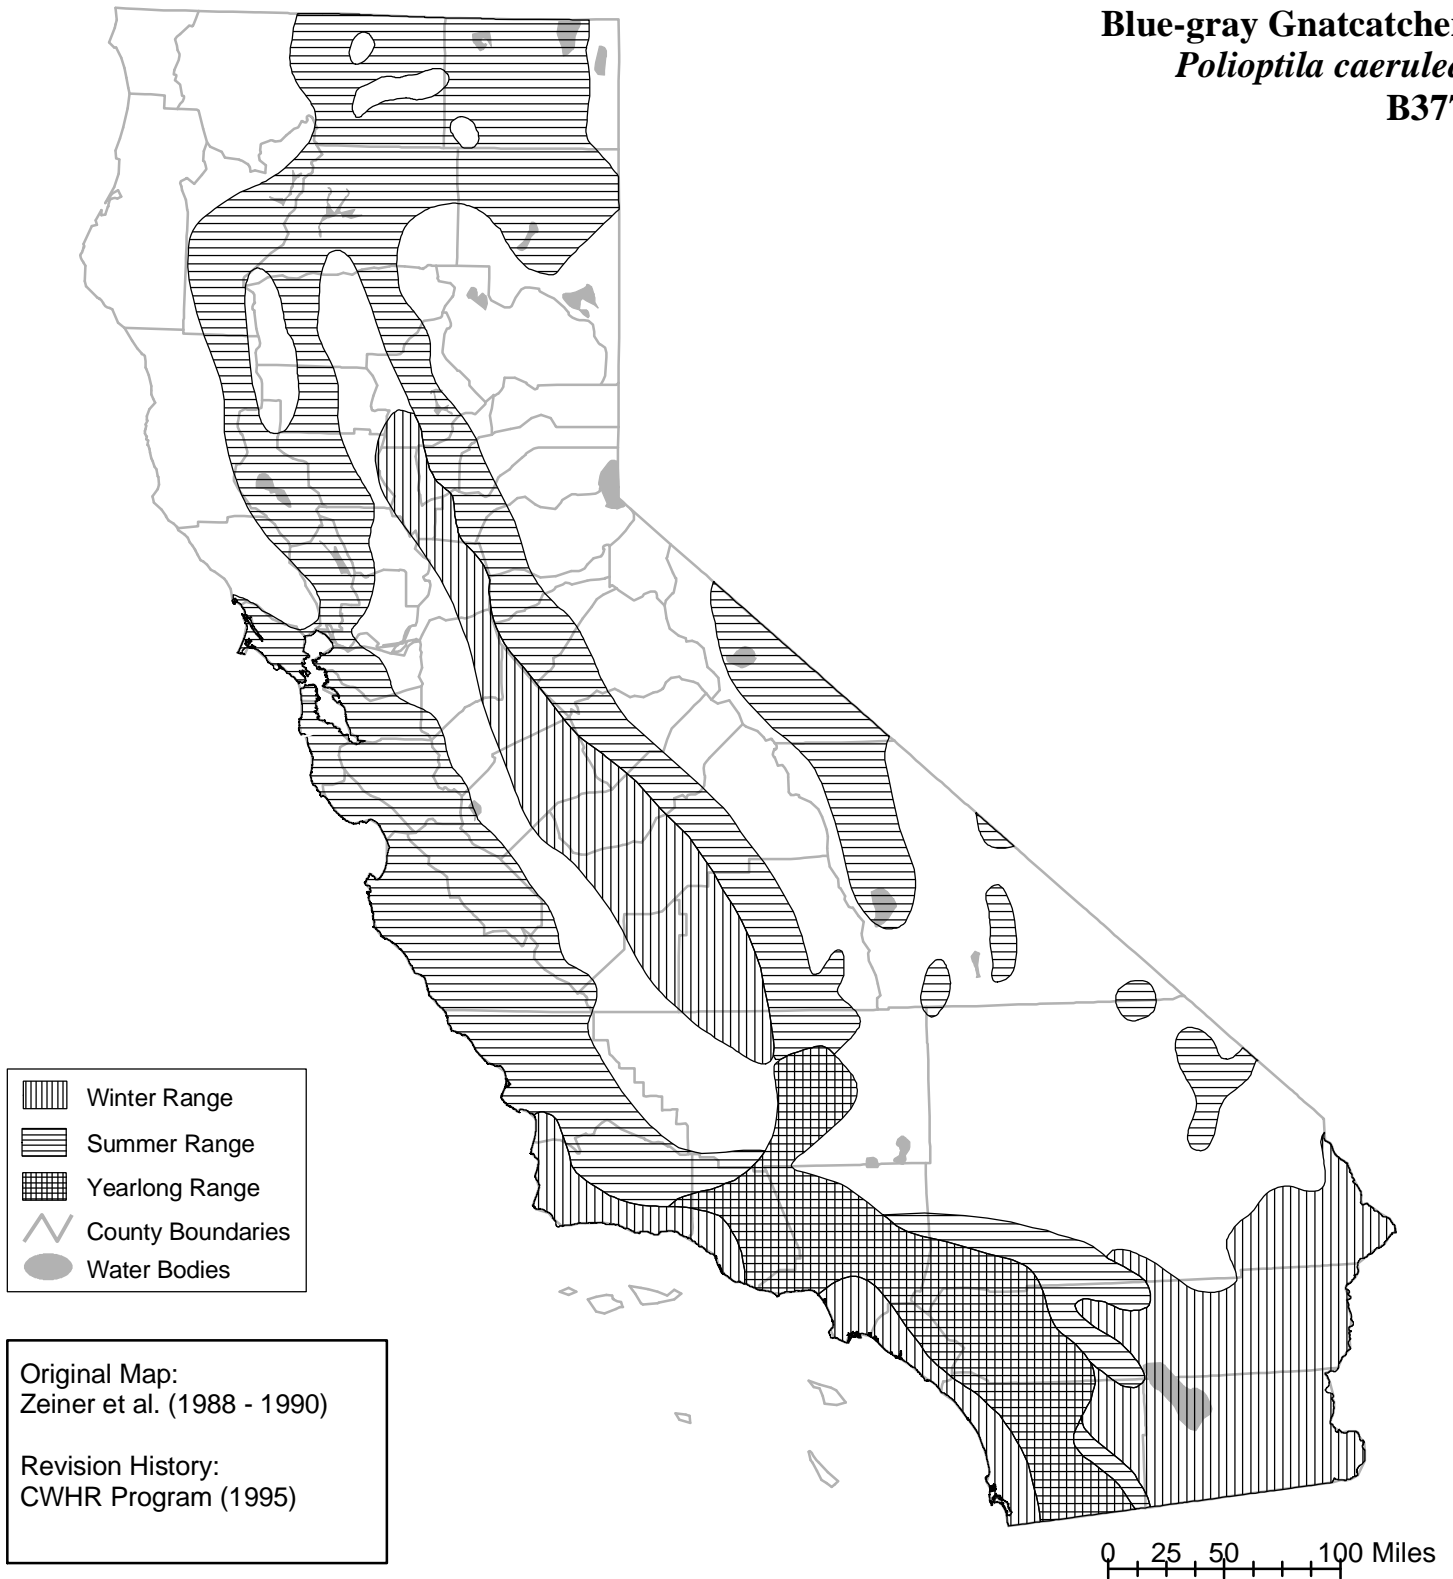 Blue-gray Gnatcatcher
Polioptila caerulea
B377
Winter Range
Summer Range
Yearlong Range
County Boundaries
Water Bodies
Original Map:
Zeiner et al. (1988 - 1990)
Revision History:
CWHR Program (1995)
0 25 50 100 Miles